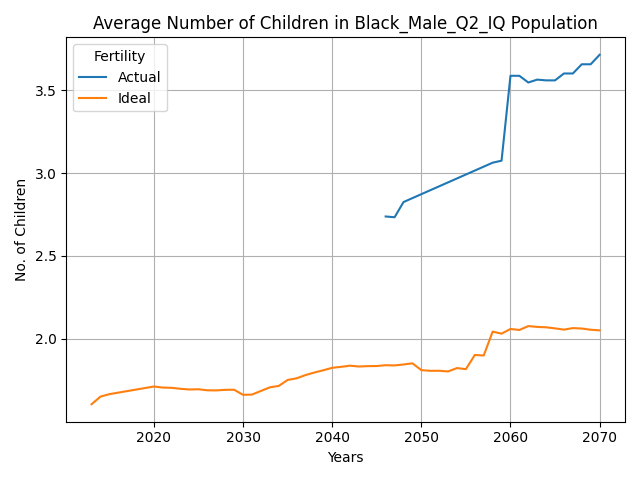 Average Number of Children in Black_Male_Q2_IQ Population
Fertility
Actual
Ideal
No. of Children
3.5
3.0
2.5
2.0
2020 2030 2040 2050 2060 2070
Years